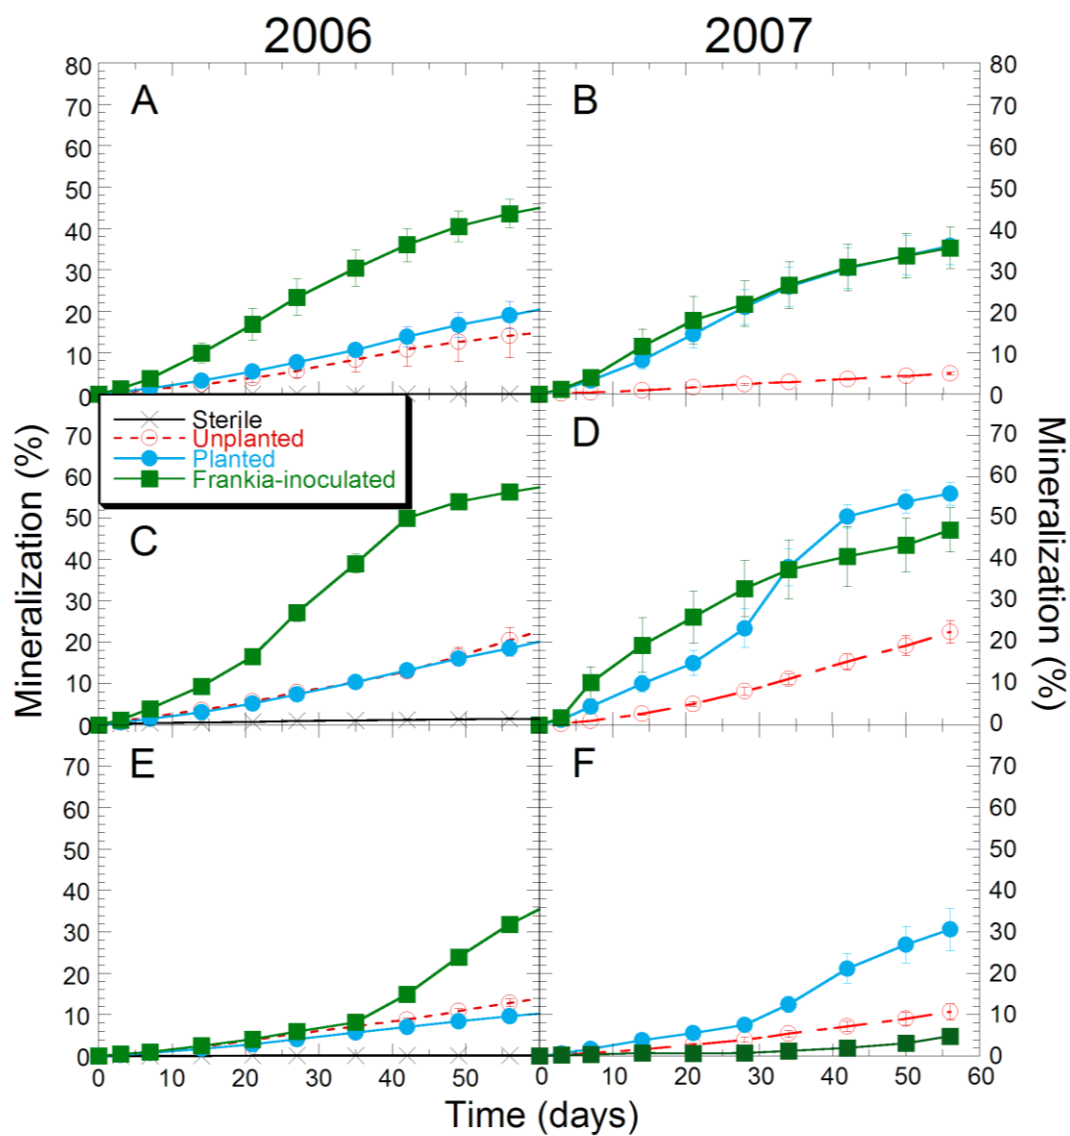 2006 2007
80 80
A B
70 70
60 60
50 50
40 40
30 30
20 20
10 10
0 0
Sterile
Unplanted
Planted
Frankia-inoculated
Mineralization (%)
Mineralization (%)
C D
70 70
60 60
50 50
40 40
30 30
20 20
10 10
0 0
E F
70 70
60 60
50 50
40 40
30 30
20 20
10 10
0 0
0 10 20 30 40 50 0 10 20 30 40 50 60
Time (days)